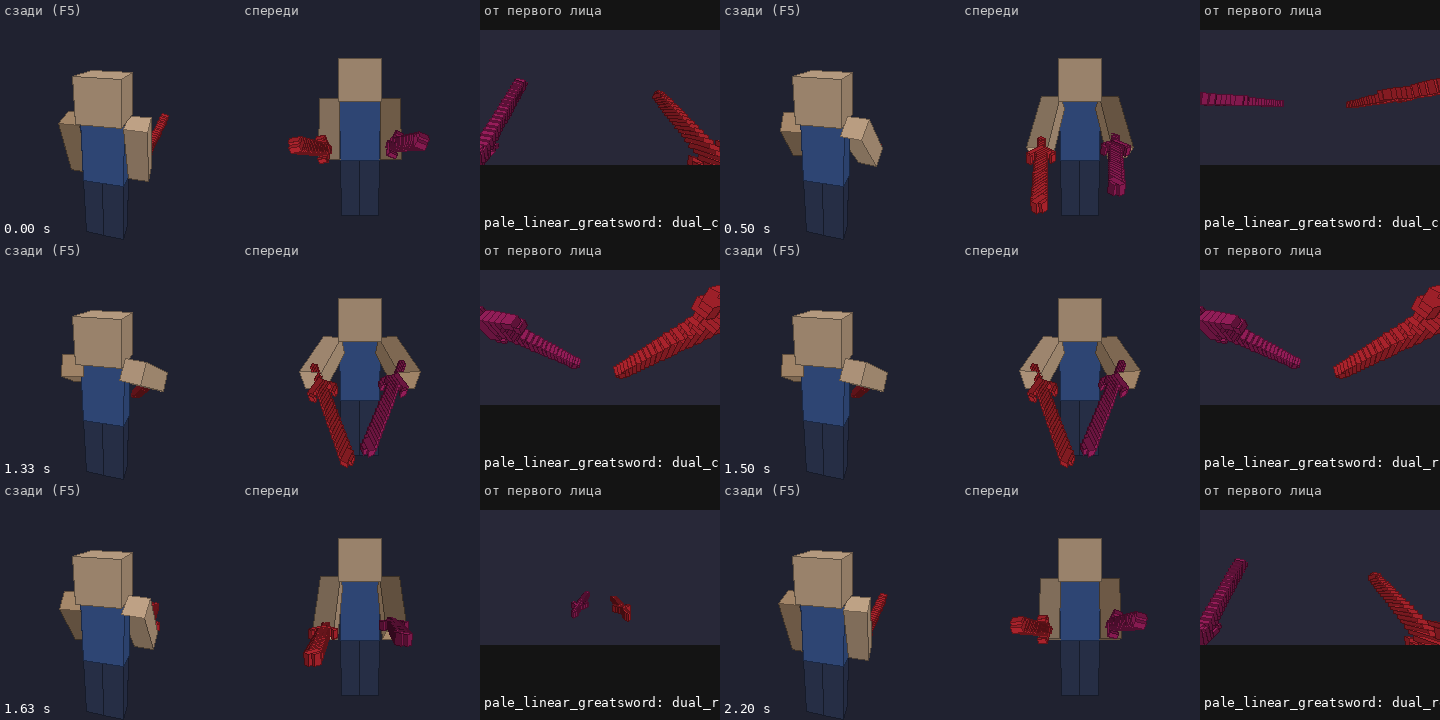 сзади (F5) спереди от первого лица сзади (F5) спереди от первого лица
0.00 s pale_linear_greatsword: dual_c 0.50 s pale_linear_greatsword: dual_c
сзади (F5) спереди от первого лица сзади (F5) спереди от первого лица
1.33 s pale_linear_greatsword: dual_c 1.50 s pale_linear_greatsword: dual_r
сзади (F5) спереди от первого лица сзади (F5) спереди от первого лица
1.63 s pale_linear_greatsword: dual_r 2.20 s pale_linear_greatsword: dual_r